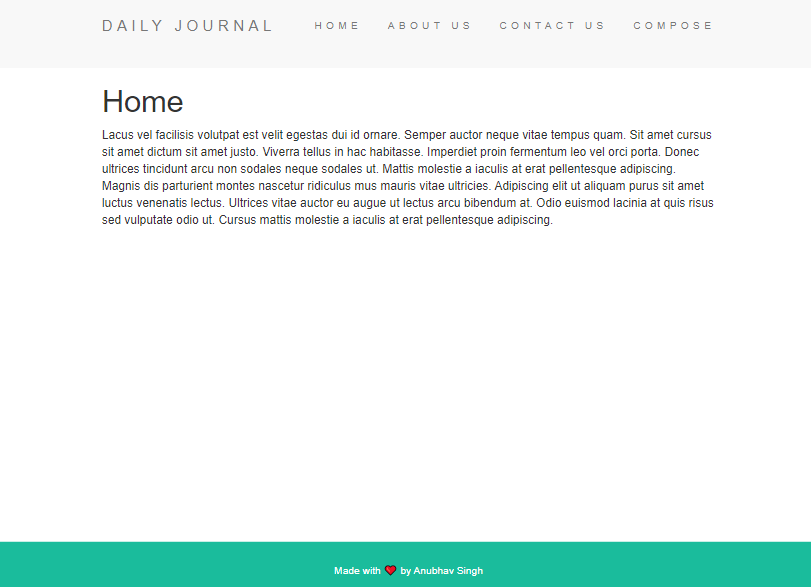 DAILY JOURNAL HOME ABOUT US CONTACT US COMPOSE
Home
Lacus vel facilisis volutpat est velit egestas dui id ornare. Semper auctor neque vitae tempus quam. Sit amet cursus
sit amet dictum sit amet justo. Viverra tellus in hac habitasse. Imperdiet proin fermentum leo vel orci porta. Donec
ultrices tincidunt arcu non sodales neque sodales ut. Mattis molestie a iaculis at erat pellentesque adipiscing.
Magnis dis parturient montes nascetur ridiculus mus mauris vitae ultricies. Adipiscing elit ut aliquam purus sit amet
luctus venenatis lectus. Ultrices vitae auctor eu augue ut lectus arcu bibendum at. Odio euismod lacinia at quis risus
sed vulputate odio ut. Cursus mattis molestie a iaculis at erat pellentesque adipiscing.
Made with ❤ by Anubhav Singh